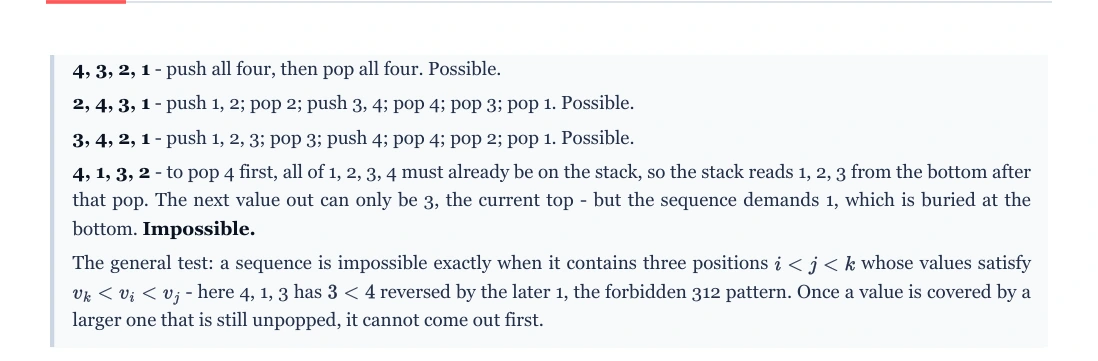 4, 3, 2, 1 - push all four, then pop all four. Possible.
2, 4, 3, 1 - push 1, 2; pop 2; push 3, 4; pop 4; pop 3; pop 1. Possible.
3, 4, 2, 1 - push 1, 2, 3; pop 3; push 4; pop 4; pop 2; pop 1. Possible.
4, 1, 3, 2 - to pop 4 first, all of 1, 2, 3, 4 must already be on the stack, so the stack reads 1, 2, 3 from the bottom after
that pop. The next value out can only be 3, the current top - but the sequence demands 1, which is buried at the
bottom. Impossible.
The general test: a sequence is impossible exactly when it contains three positions i < j < k whose values satisfy
vₖ < vᵢ < vⱼ - here 4, 1, 3 has 3 < 4 reversed by the later 1, the forbidden 312 pattern. Once a value is covered by a
larger one that is still unpopped, it cannot come out first.